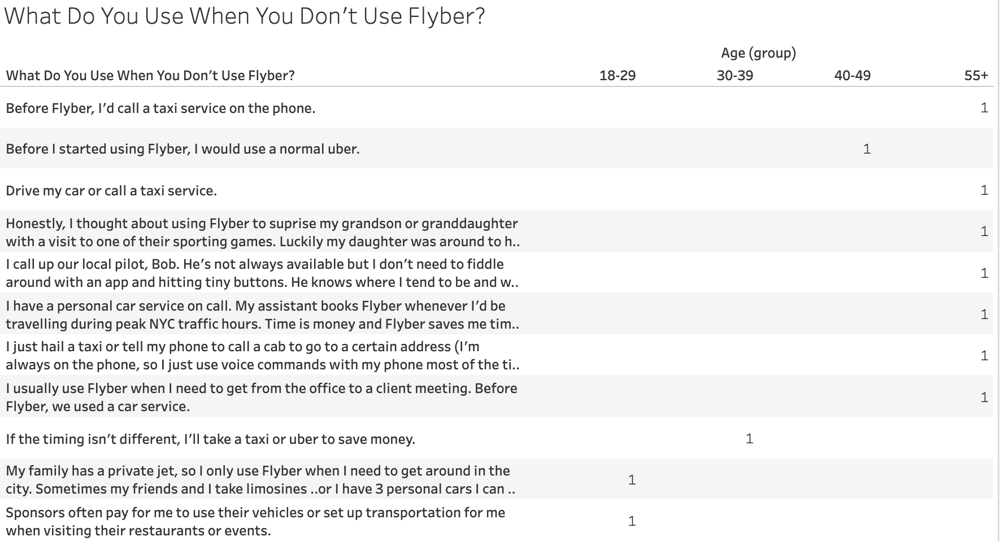 What Do You Use When You Don't Use Flyber?
Age (group)
What Do You Use When You Don't Use Flyber? 18-29 30-39 40-49 55+
Before Flyber, I'd call a taxi service on the phone. 1
Before I started using Flyber, I would use a normal uber. 1
Drive my car or call a taxi service. 1
Honestly, I thought about using Flyber to suprise my grandson or granddaughter
with a visit to one of their sporting games. Luckily my daughter was around to h.. 1
I call up our local pilot, Bob. He's not always available but I don't need to fiddle
around with an app and hitting tiny buttons. He knows where I tend to be and w.. 1
I have a personal car service on call. My assistant books Flyber whenever I'd be
travelling during peak NYC traffic hours. Time is money and Flyber saves me tim.. 1
I just hail a taxi or tell my phone to call a cab to go to a certain address (I'm
always on the phone, so I just use voice commands with my phone most of the ti.. 1
I usually use Flyber when I need to get from the office to a client meeting. Before
Flyber, we used a car service. 1
If the timing isn't different, I'll take a taxi or uber to save money. 1
My family has a private jet, so I only use Flyber when I need to get around in the
city. Sometimes my friends and I take limosines ..or I have 3 personal cars I can .. 1
Sponsors often pay for me to use their vehicles or set up transportation for me
when visiting their restaurants or events. 1